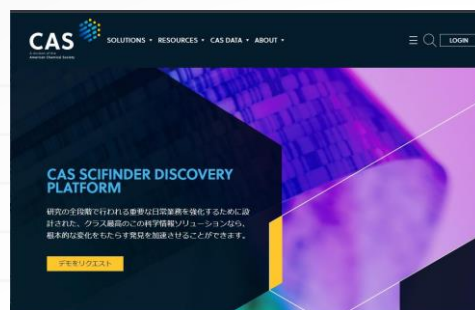 CAS
A division of the
American Chemical Society
SOLUTIONS
RESOURCES
CAS DATA
ABOUT
LOGIN
CAS SCIFINDER DISCOVERY
PLATFORM
研究の全段階で行われる重要な日常業務を強化するために設
計された、クラス最高のこの科学情報ソリューションなら、
根本的な変化をもたらす発見を加速させることができます。
デモをリクエスト